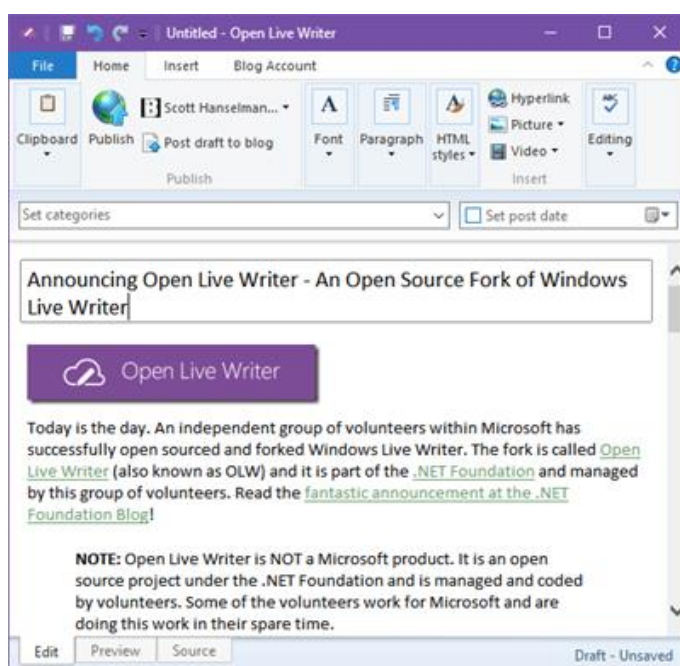 Untitled - Open Live Writer
File Home Insert Blog Account
Clipboard
Publish
Scott Hanselman...
Post draft to blog
Publish
A
Font
Paragraph
A
HTML
styles
Hyperlink
Picture
Video
Insert
ABC
Editing
Set categories
Set post date
Announcing Open Live Writer - An Open Source Fork of Windows
Live Writer
Open Live Writer
Today is the day. An independent group of volunteers within Microsoft has
successfully open sourced and forked Windows Live Writer. The fork is called Open
Live Writer (also known as OLW) and it is part of the .NET Foundation and managed
by this group of volunteers. Read the fantastic announcement at the .NET
Foundation Blog!
NOTE: Open Live Writer is NOT a Microsoft product. It is an open
source project under the .NET Foundation and is managed and coded
by volunteers. Some of the volunteers work for Microsoft and are
doing this work in their spare time.
Edit Preview Source
Draft - Unsaved